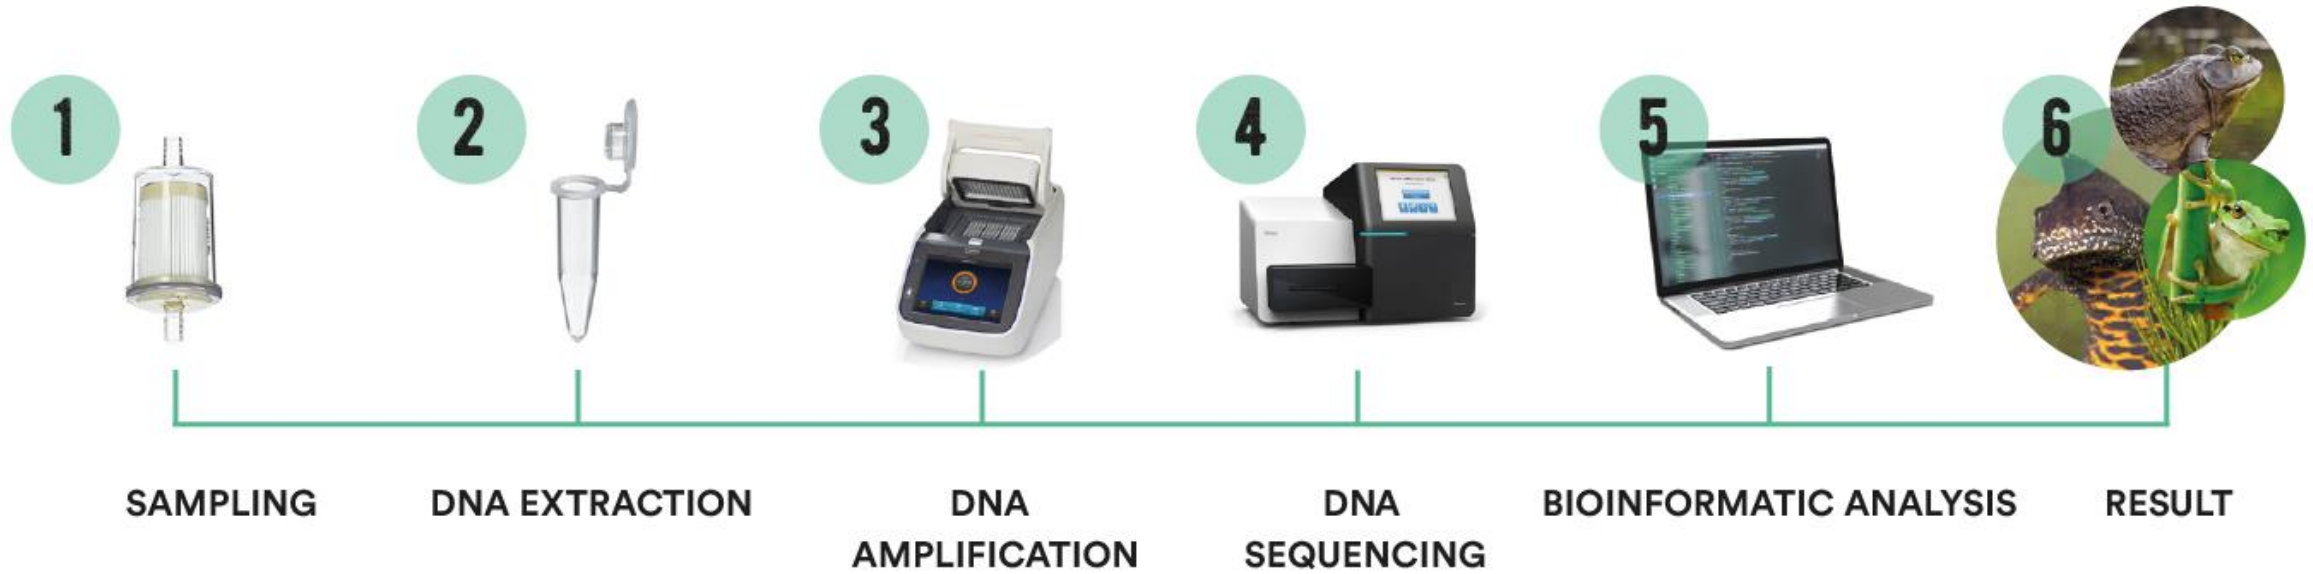 1
2
3
4
5
6
SAMPLING
DNA EXTRACTION
DNA
AMPLIFICATION
DNA
SEQUENCING
BIOINFORMATIC ANALYSIS
RESULT